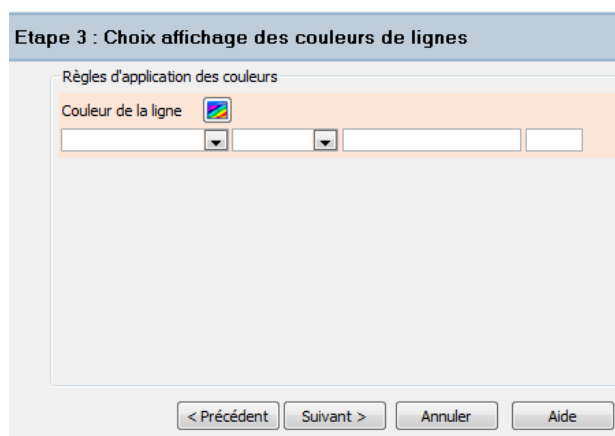 Etape 3 : Choix affichage des couleurs de lignes
Règles d'application des couleurs
Couleur de la ligne
< Précédent Suivant > Annuler Aide